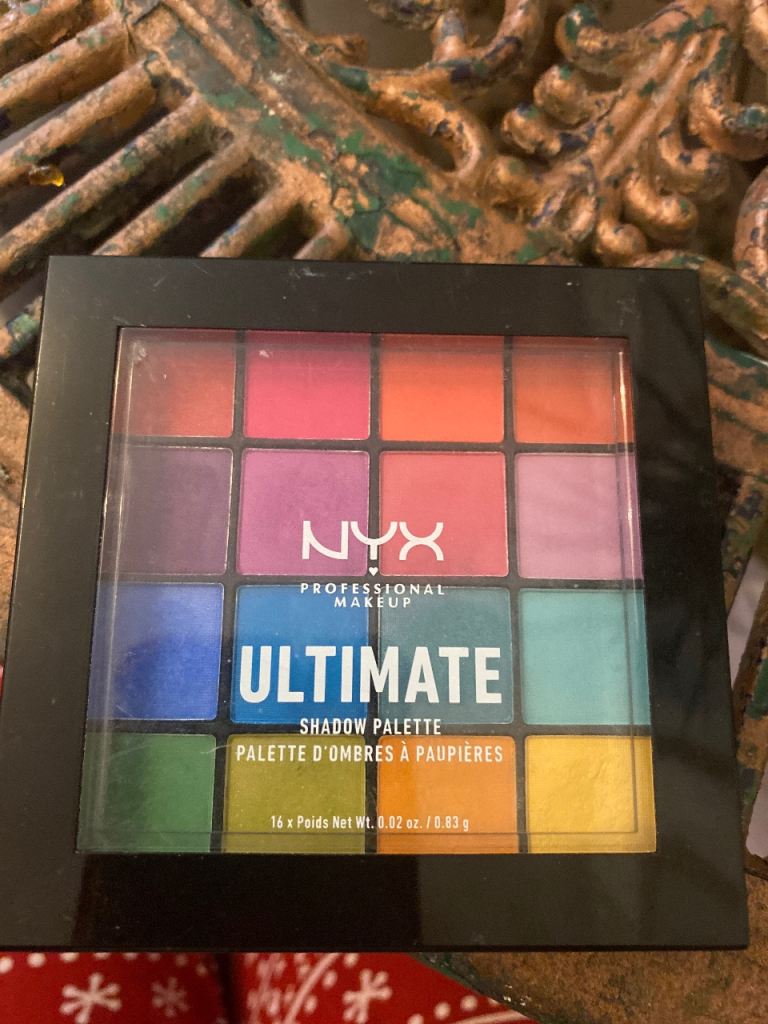 NYX
PROFESSIONAL
MAKEUP
ULTIMATE
SHADOW PALETTE
PALETTE D'OMBRES À PAUPIÈRES
16 x Poids Net Wt. 0.02 oz. / 0.83 g